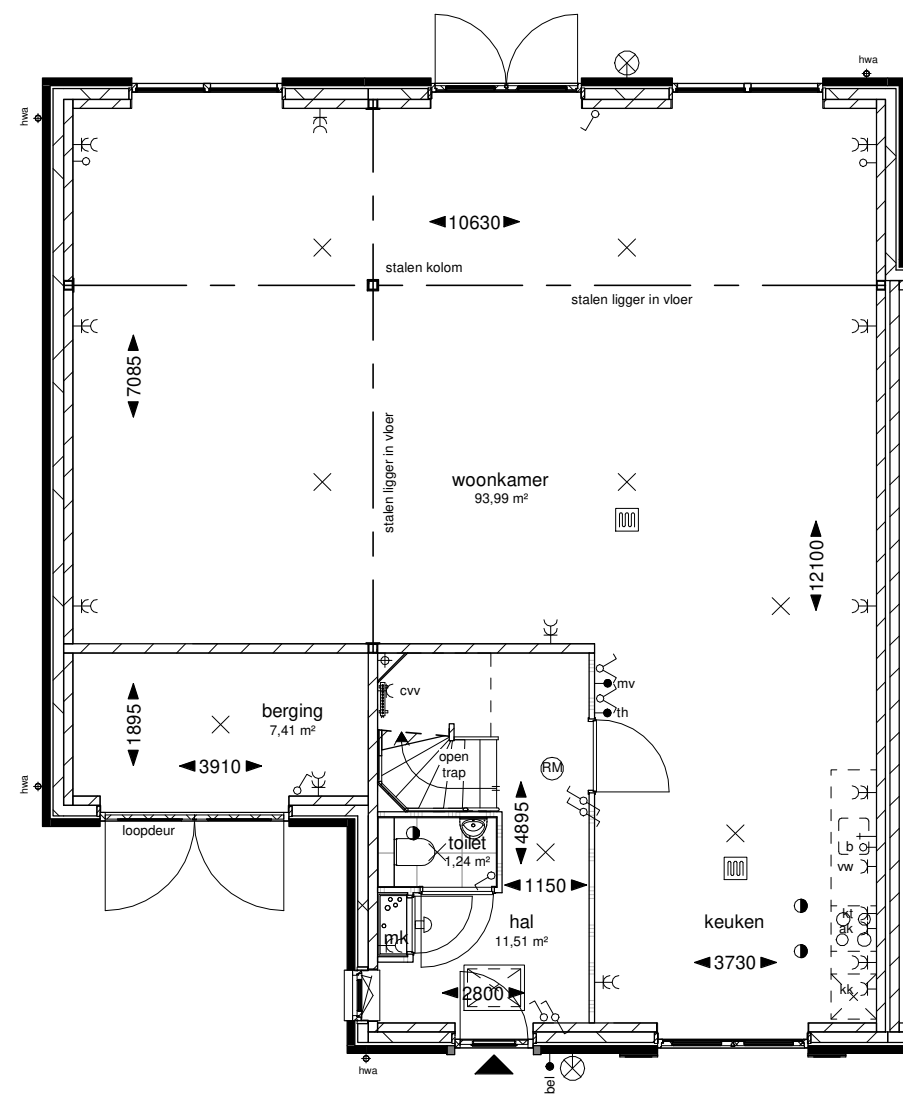 hwa
hwa
10630
stalen kolom
stalen ligger in vloer
7085
stalen ligger in vloer
woonkamer
93,99 m²
12100
cvv
mv
th
berging
7,41 m²
1895
3910
open
trap
RM
4895
hwa
loopdeur
toilet
1,24 m²
b
vw
1150
hal
11,51 m²
mk
keuken
kt
ak
3730
kk
2800
hwa
bel